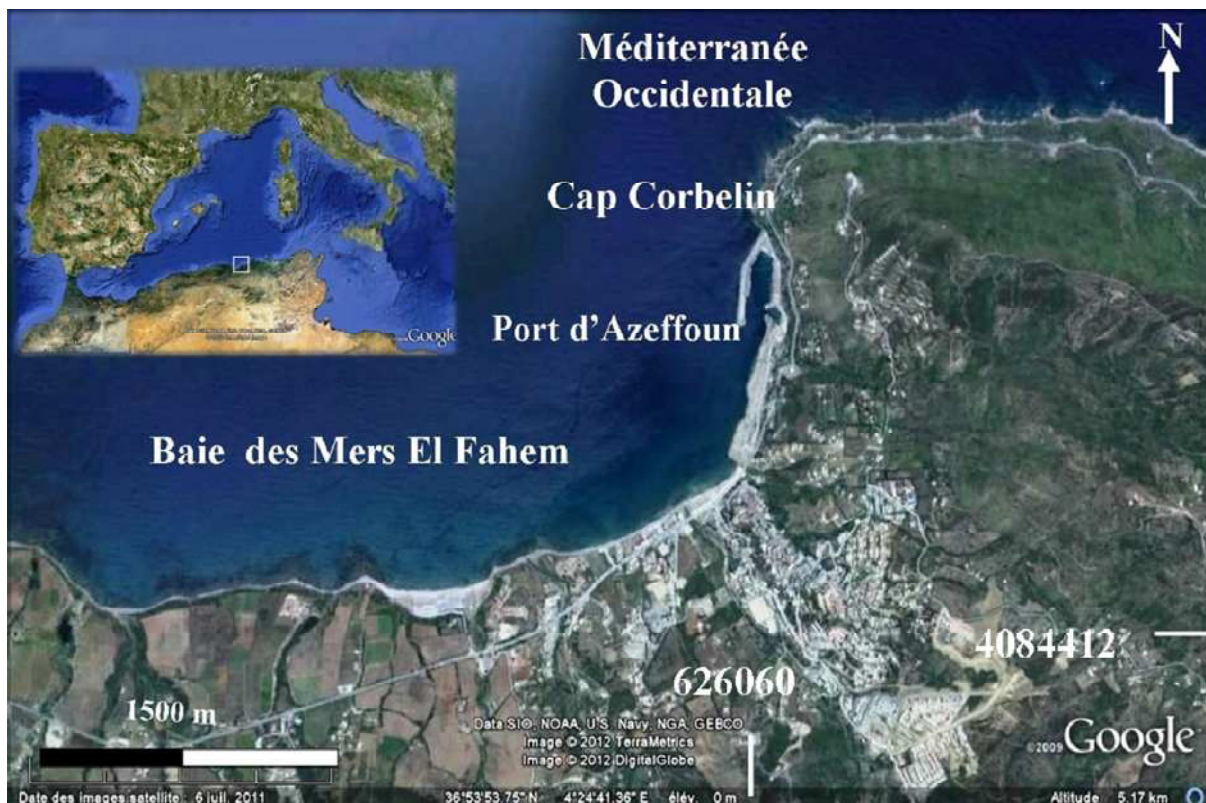 Méditerranée
Occidentale
N
Google
Cap Corbelin
Port d'Azeffoun
Baie des Mers El Fahem
4084412
626060
1500 m
Data SIO, NOAA, U.S. Navy, NGA, GEBCO
Image © 2012 TerraMetrics
Image © 2012 DigitalGlobe
©2009 Google
Date des images satellite : 6 juil. 2011
36°53'53.75" N 4°24'41.36" E élév. 0 m
Altitude 5.17 km